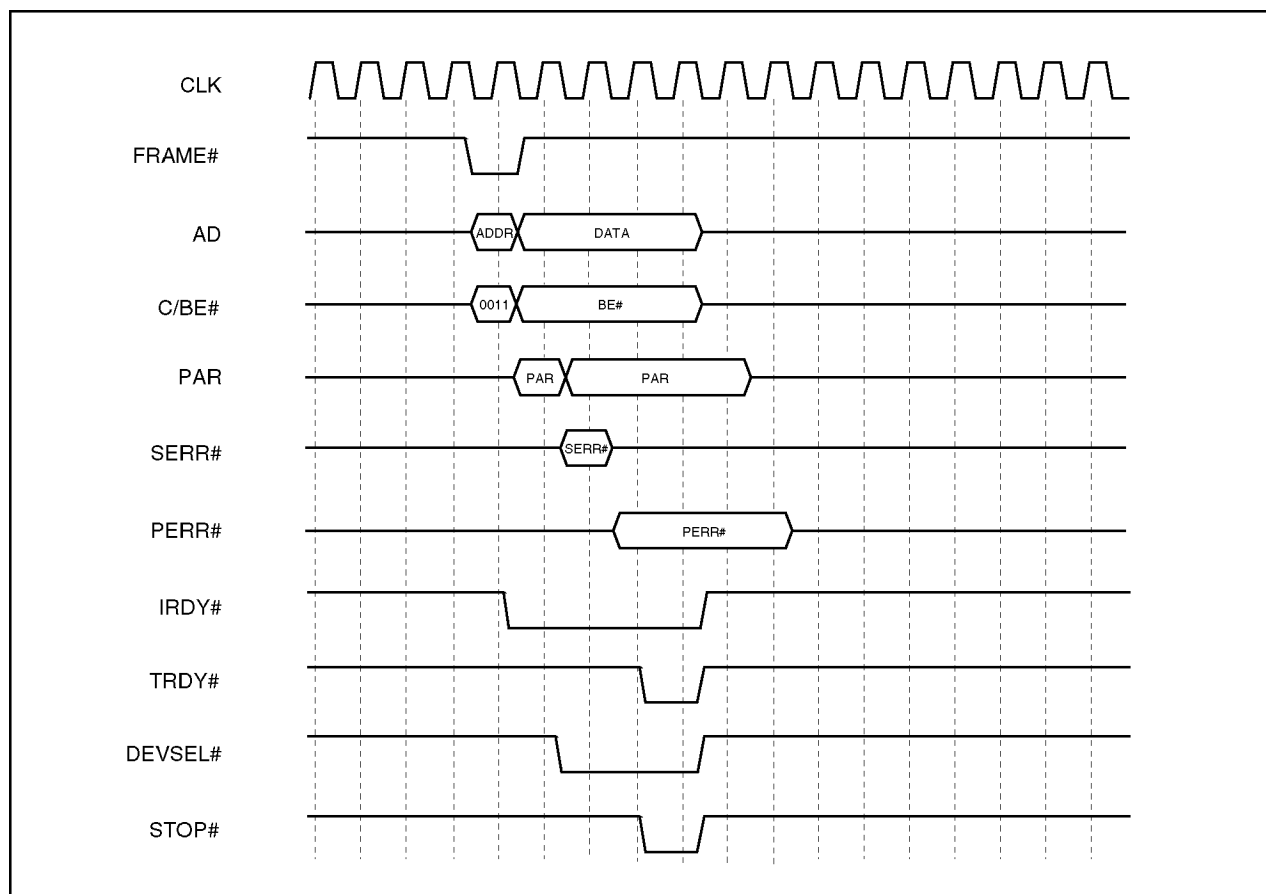 CLK
FRAME#
AD
ADDR DATA
C/BE#
0011 BE#
PAR
PAR PAR
SERR#
SERR#
PERR#
PERR#
IRDY#
TRDY#
DEVSEL#
STOP#